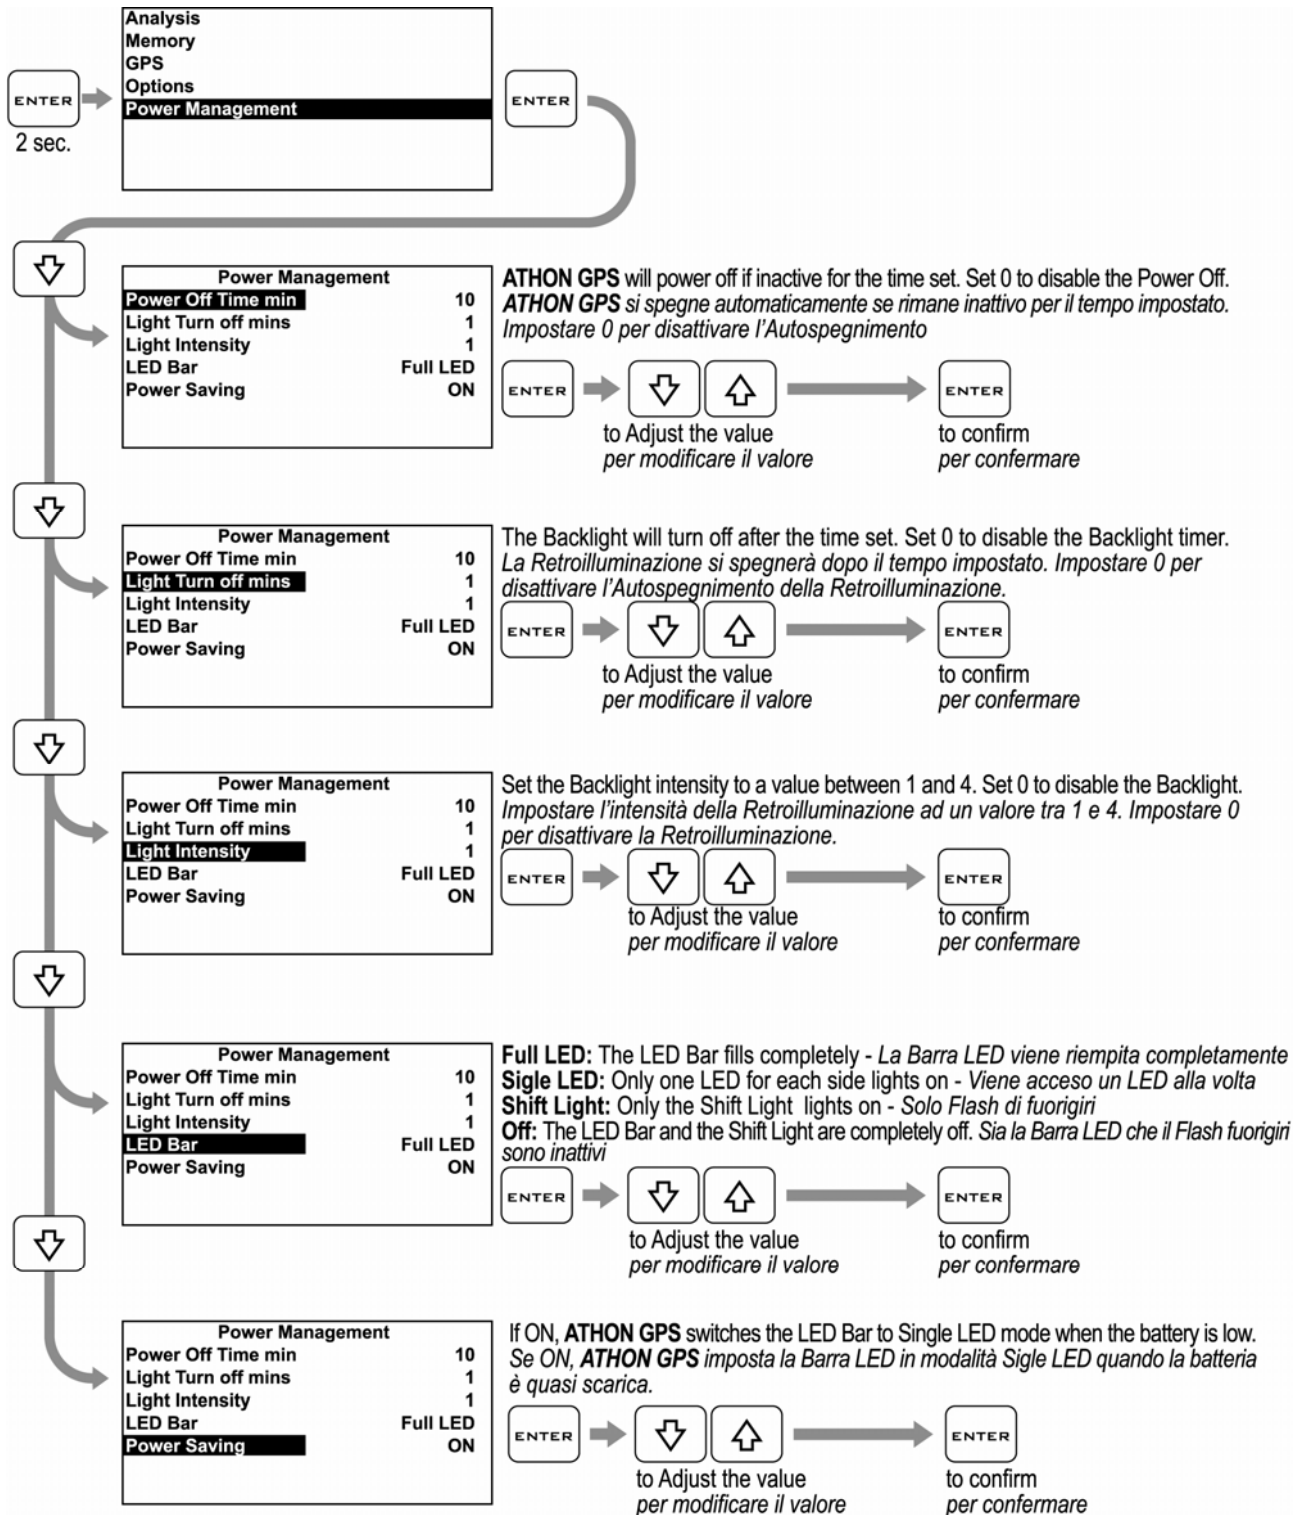 Analysis
Memory
GPS
Options
Power Management
ENTER
2 sec.
ENTER
Power Management
Power Off Time min 10
Light Turn off mins 1
Light Intensity 1
LED Bar Full LED
Power Saving ON
ATHON GPS will power off if inactive for the time set. Set 0 to disable the Power Off.
ATHON GPS si spegne automaticamente se rimane inattivo per il tempo impostato.
Impostare 0 per disattivare l'Autospegnimento
ENTER
ENTER
to Adjust the value
per modificare il valore
to confirm
per confermare
Power Management
Power Off Time min 10
Light Turn off mins 1
Light Intensity 1
LED Bar Full LED
Power Saving ON
The Backlight will turn off after the time set. Set 0 to disable the Backlight timer.
La Retroilluminazione si spegnerà dopo il tempo impostato. Impostare 0 per
disattivare l'Autospegnimento della Retroilluminazione.
ENTER
ENTER
to Adjust the value
per modificare il valore
to confirm
per confermare
Power Management
Power Off Time min 10
Light Turn off mins 1
Light Intensity 1
LED Bar Full LED
Power Saving ON
Set the Backlight intensity to a value between 1 and 4. Set 0 to disable the Backlight.
Impostare l'intensità della Retroilluminazione ad un valore tra 1 e 4. Impostare 0
per disattivare la Retroilluminazione.
ENTER
ENTER
to Adjust the value
per modificare il valore
to confirm
per confermare
Power Management
Power Off Time min 10
Light Turn off mins 1
Light Intensity 1
LED Bar Full LED
Power Saving ON
Full LED: The LED Bar fills completely - La Barra LED viene riempita completamente
Sigle LED: Only one LED for each side lights on - Viene acceso un LED alla volta
Shift Light: Only the Shift Light lights on - Solo Flash di fuorigiri
Off: The LED Bar and the Shift Light are completely off. Sia la Barra LED che il Flash fuorigiri
sono inattivi
ENTER
ENTER
to Adjust the value
per modificare il valore
to confirm
per confermare
Power Management
Power Off Time min 10
Light Turn off mins 1
Light Intensity 1
LED Bar Full LED
Power Saving ON
If ON, ATHON GPS switches the LED Bar to Single LED mode when the battery is low.
Se ON, ATHON GPS imposta la Barra LED in modalità Sigle LED quando la batteria
è quasi scarica.
ENTER
ENTER
to Adjust the value
per modificare il valore
to confirm
per confermare